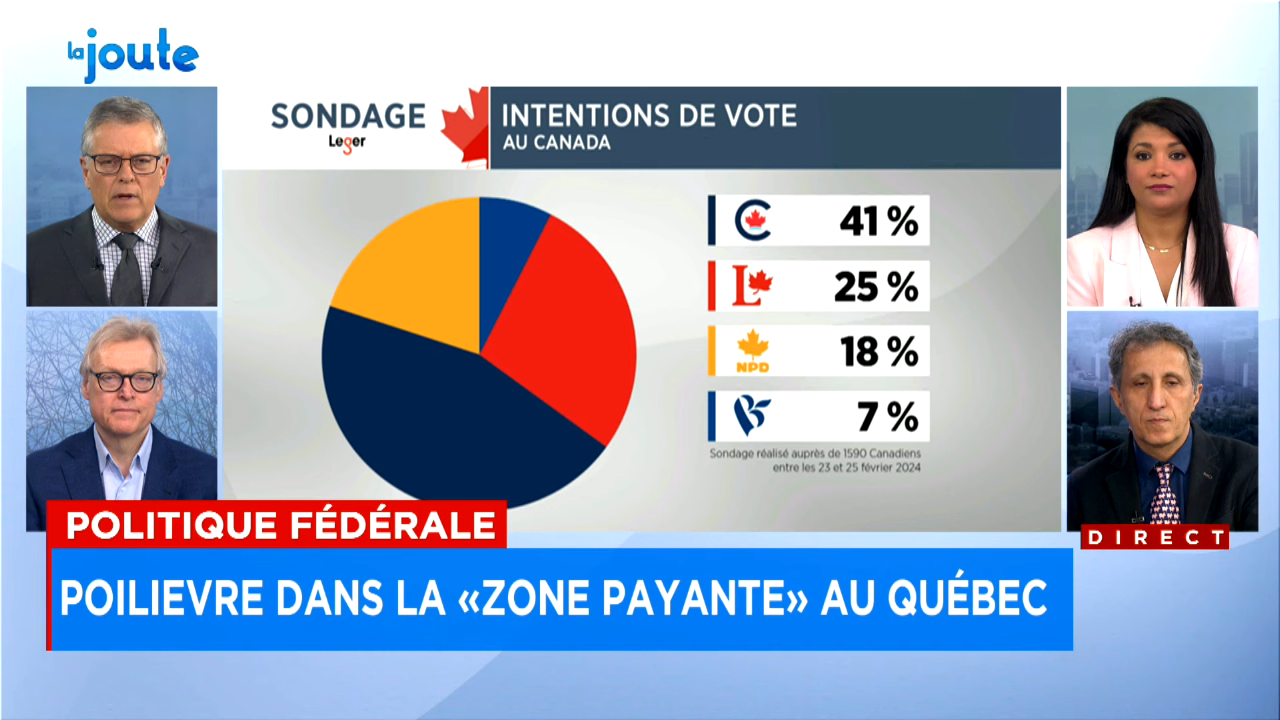 la joute
SONDAGE
Leger
INTENTIONS DE VOTE
AU CANADA
C
41 %
L
25 %
NPD
18 %
7 %
Sondage réalisé auprès de 1590 Canadiens
entre les 23 et 25 février 2024
DIRECT
POLITIQUE FÉDÉRALE
POILIEVRE DANS LA «ZONE PAYANTE» AU QUÉBEC